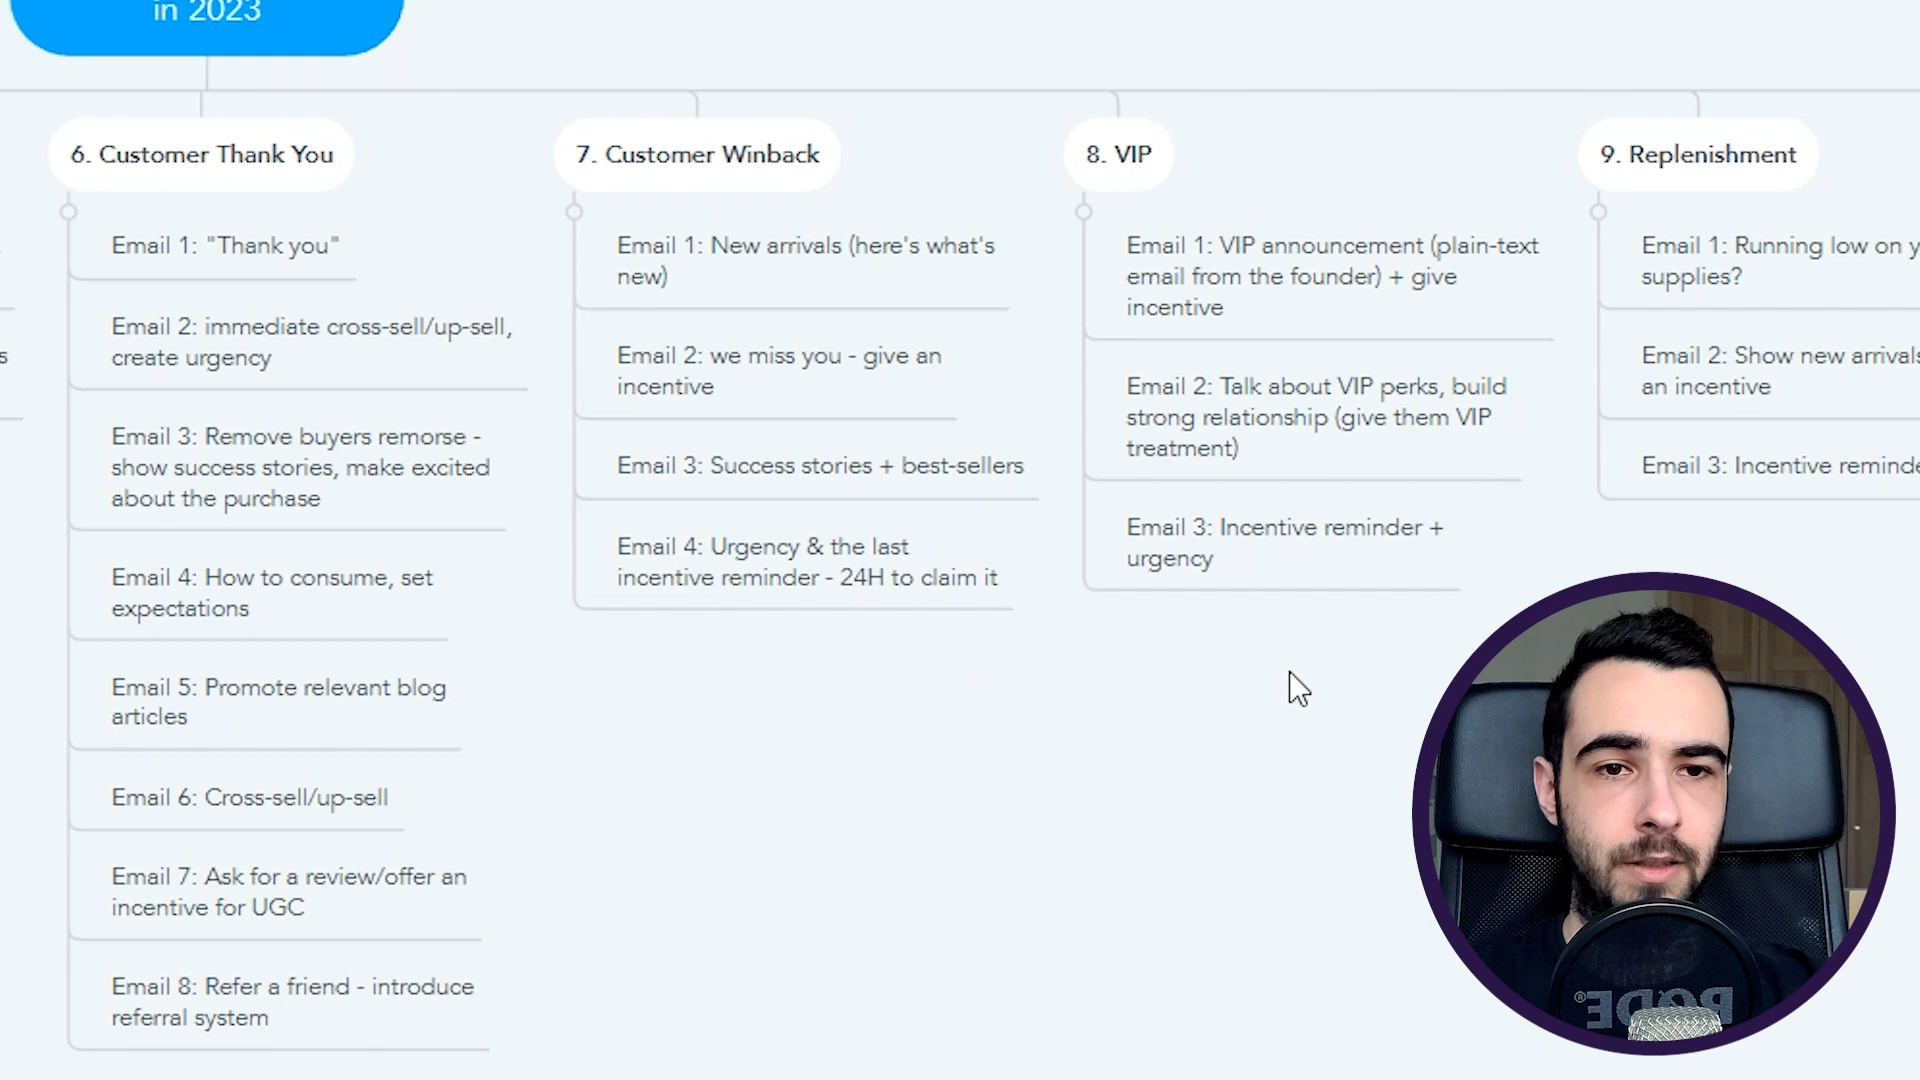 in 2023
6. Customer Thank You
Email 1: "Thank you"
Email 2: immediate cross-sell/up-sell,
create urgency
Email 3: Remove buyers remorse -
show success stories, make excited
about the purchase
Email 4: How to consume, set
expectations
Email 5: Promote relevant blog
articles
Email 6: Cross-sell/up-sell
Email 7: Ask for a review/offer an
incentive for UGC
Email 8: Refer a friend - introduce
referral system
7. Customer Winback
Email 1: New arrivals (here's what's
new)
Email 2: we miss you - give an
incentive
Email 3: Success stories + best-sellers
Email 4: Urgency & the last
incentive reminder - 24H to claim it
8. VIP
Email 1: VIP announcement (plain-text
email from the founder) + give
incentive
Email 2: Talk about VIP perks, build
strong relationship (give them VIP
treatment)
Email 3: Incentive reminder +
urgency
9. Replenishment
Email 1: Running low on
supplies?
Email 2: Show new arrivals
an incentive
Email 3: Incentive
RØDE®